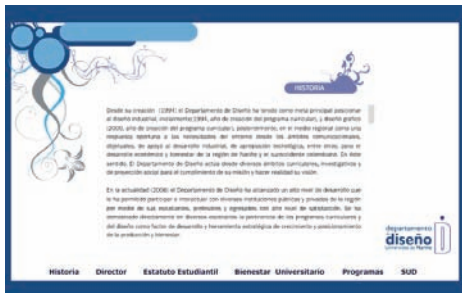 HISTORIA
Desde su creación (1994) el Departamento de Diseño ha tenido como meta principal posicionar
el diseño industrial, inicialmente(1994, año de creación del programa curricular), y diseño gráfico
(2000, año de creación del programa curricular), posteriormente, en el medio regional como una
respuesta oportuna a las necesidades del entorno desde los ámbitos comunicacionales,
objetuales, de apoyo al desarrollo industrial, de apropiación tecnológica, entre otros, para el
desarrollo económico y bienestar de la región de Nariño y el suroccidente colombiano. En éste
sentido. El Departamento de Diseño actúa desde diversos ámbitos curriculares, investigativos y
de proyección social para el cumplimiento de su misión y hacer realidad su visión.
En la actualidad (2008) el Departamento de Diseño ha alcanzado un alto nivel de desarrollo que
le ha permitido participar e interactuar con diversas instituciones públicas y privadas de la región
por medio de sus estudiantes, profesores y egresados con alto nivel de satisfacción. Se ha
demostrado directamente en diversos escenarios la pertinencia de los programas curriculares y
del diseño como factor de desarrollo y herramienta estratégica de crecimiento y posicionamiento
de la producción y bienestar.
departamento
diseño
universidad de Nariño
Historia Director Estatuto Estudiantil Bienestar Universitario Programas SUD